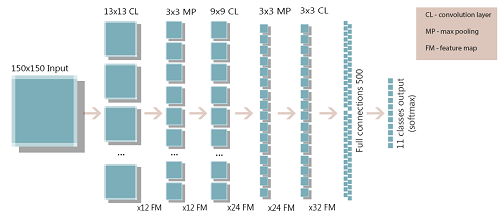 13x13 CL 3x3 MP 9x9 CL 3x3 MP 3x3 CL
CL - convolution layer
MP - max pooling
FM - feature map
150x150 Input
...
...
...
Full connections 500
11 classes output
(softmax)
x12 FM x12 FM x24 FM x24 FM x32 FM